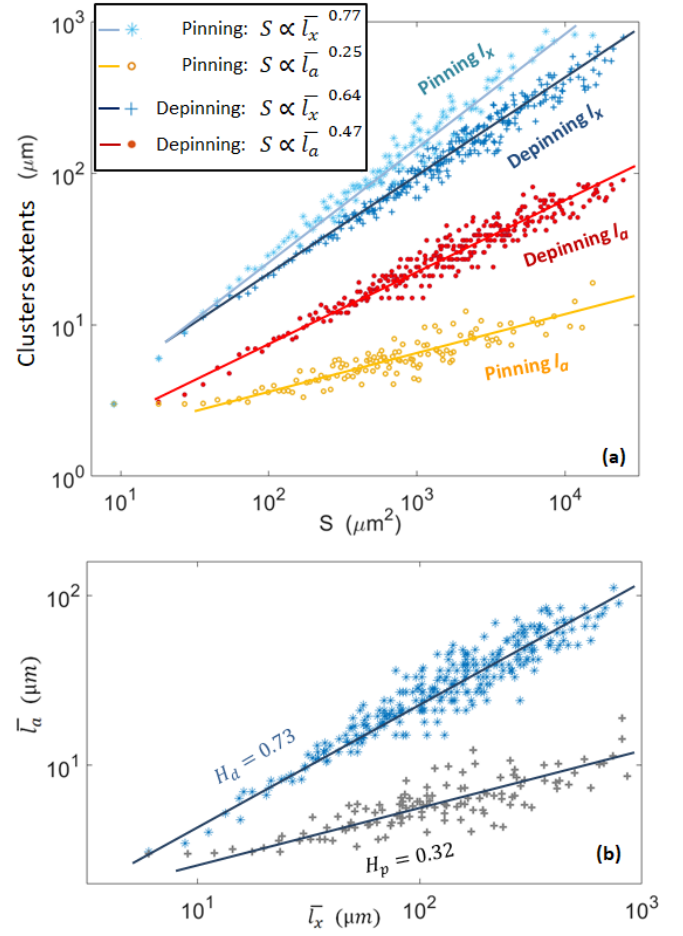 10³
Pinning: S ∝ l̄ₓ 0.77
Pinning: S ∝ l̄ₐ 0.25
Depinning: S ∝ l̄ₓ 0.64
Depinning: S ∝ l̄ₐ 0.47
Pinning lₓ
Depinning lₓ
Depinning lₐ
Pinning lₐ
Clusters extents (μm)
10²
10¹
10⁰
(a)
10¹ 10² 10³ 10⁴
S (μm²)
10²
l̄ₐ (μm)
H_d = 0.73
10¹
H_p = 0.32
(b)
10¹ 10² 10³
l̄ₓ (μm)